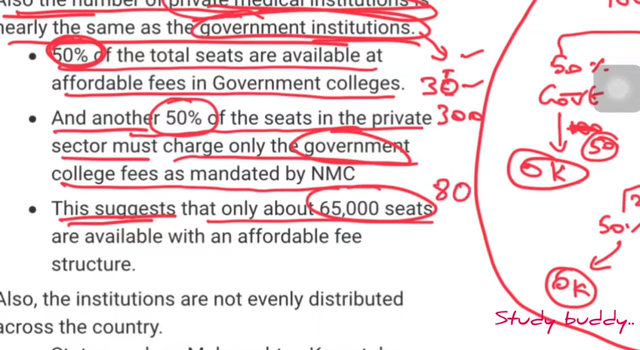 Also the number of private medical institutions is
nearly the same as the government institutions.
50% of the total seats are available at
affordable fees in Government colleges.
And another 50% of the seats in the private
sector must charge only the government
college fees as mandated by NMC
This suggests that only about 65,000 seats
are available with an affordable fee
structure.
Also, the institutions are not evenly distributed
across the country.
300
80
50%
Govt
50
5K
50%
5K
Study buddy..